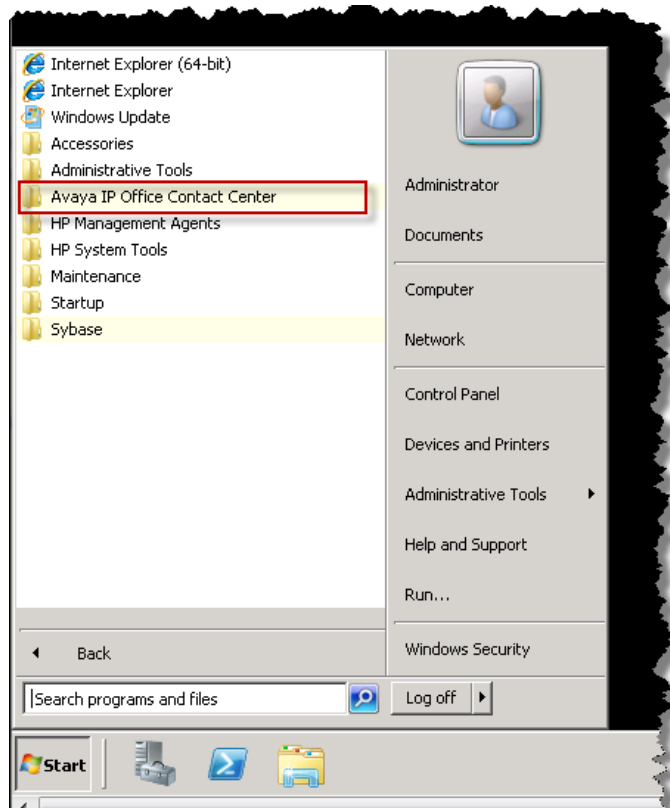 Internet Explorer (64-bit)
Internet Explorer
Windows Update
Accessories
Administrative Tools
Avaya IP Office Contact Center
HP Management Agents
HP System Tools
Maintenance
Startup
Sybase
Back
Search programs and files
Administrator
Documents
Computer
Network
Control Panel
Devices and Printers
Administrative Tools
Help and Support
Run...
Windows Security
Log off
Start